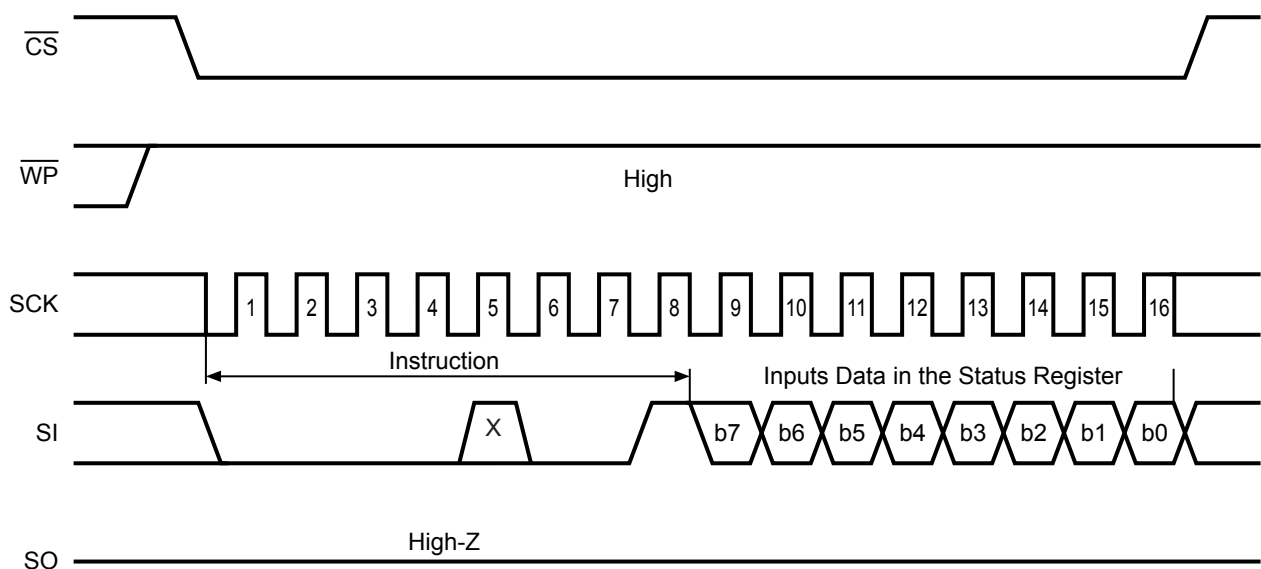 CS
WP
High
SCK
1 2 3 4 5 6 7 8 9 10 11 12 13 14 15 16
Instruction
Inputs Data in the Status Register
SI
X
b7 b6 b5 b4 b3 b2 b1 b0
High-Z
SO